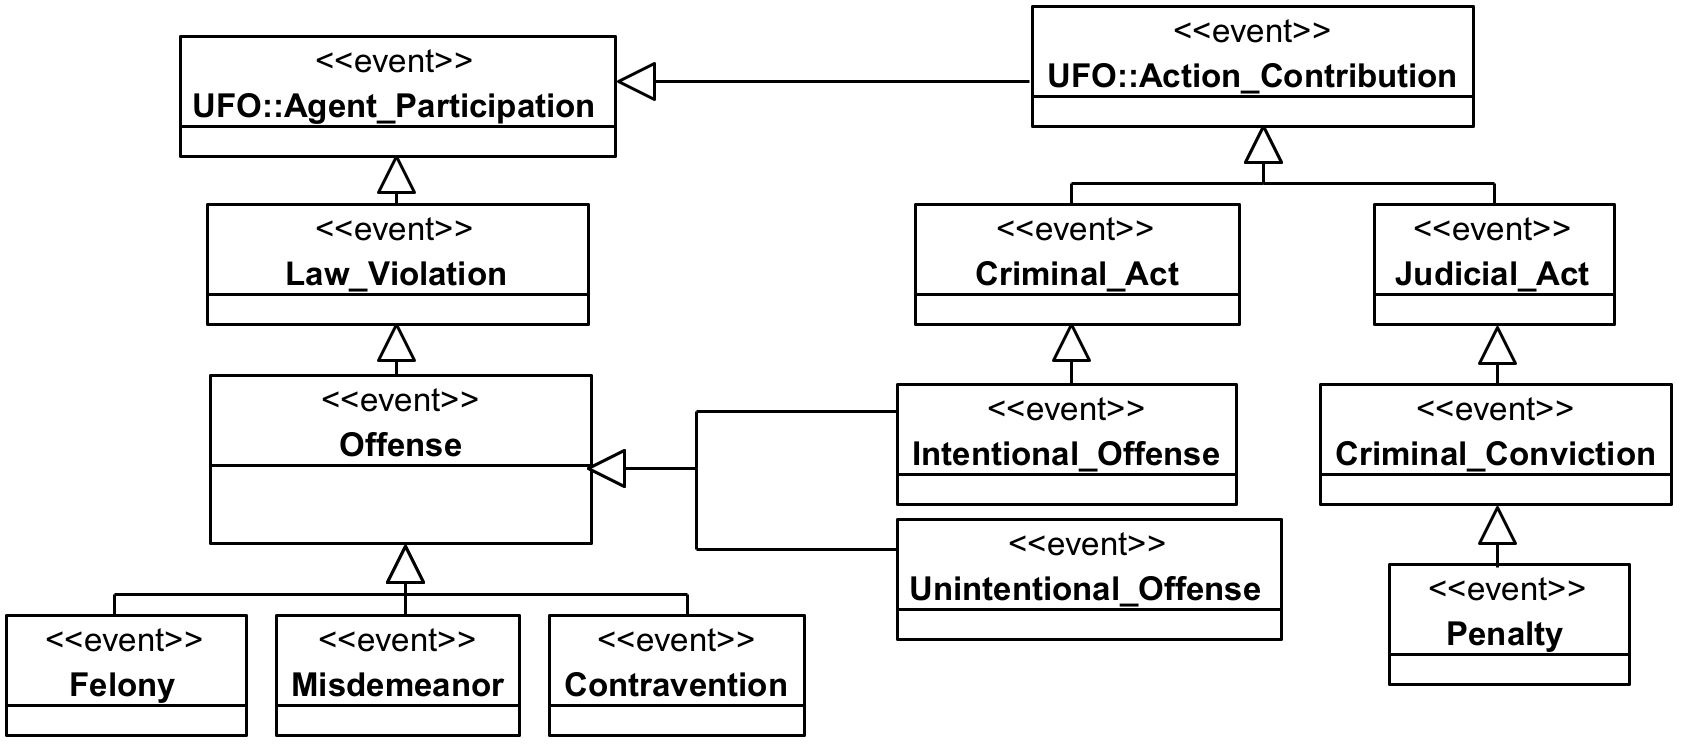 <<event>>
UFO::Agent_Participation
<<event>>
UFO::Action_Contribution
<<event>>
Law_Violation
<<event>>
Criminal_Act
<<event>>
Judicial_Act
<<event>>
Offense
<<event>>
Intentional_Offense
<<event>>
Criminal_Conviction
<<event>>
Unintentional_Offense
<<event>>
Penalty
<<event>>
Felony
<<event>>
Misdemeanor
<<event>>
Contravention